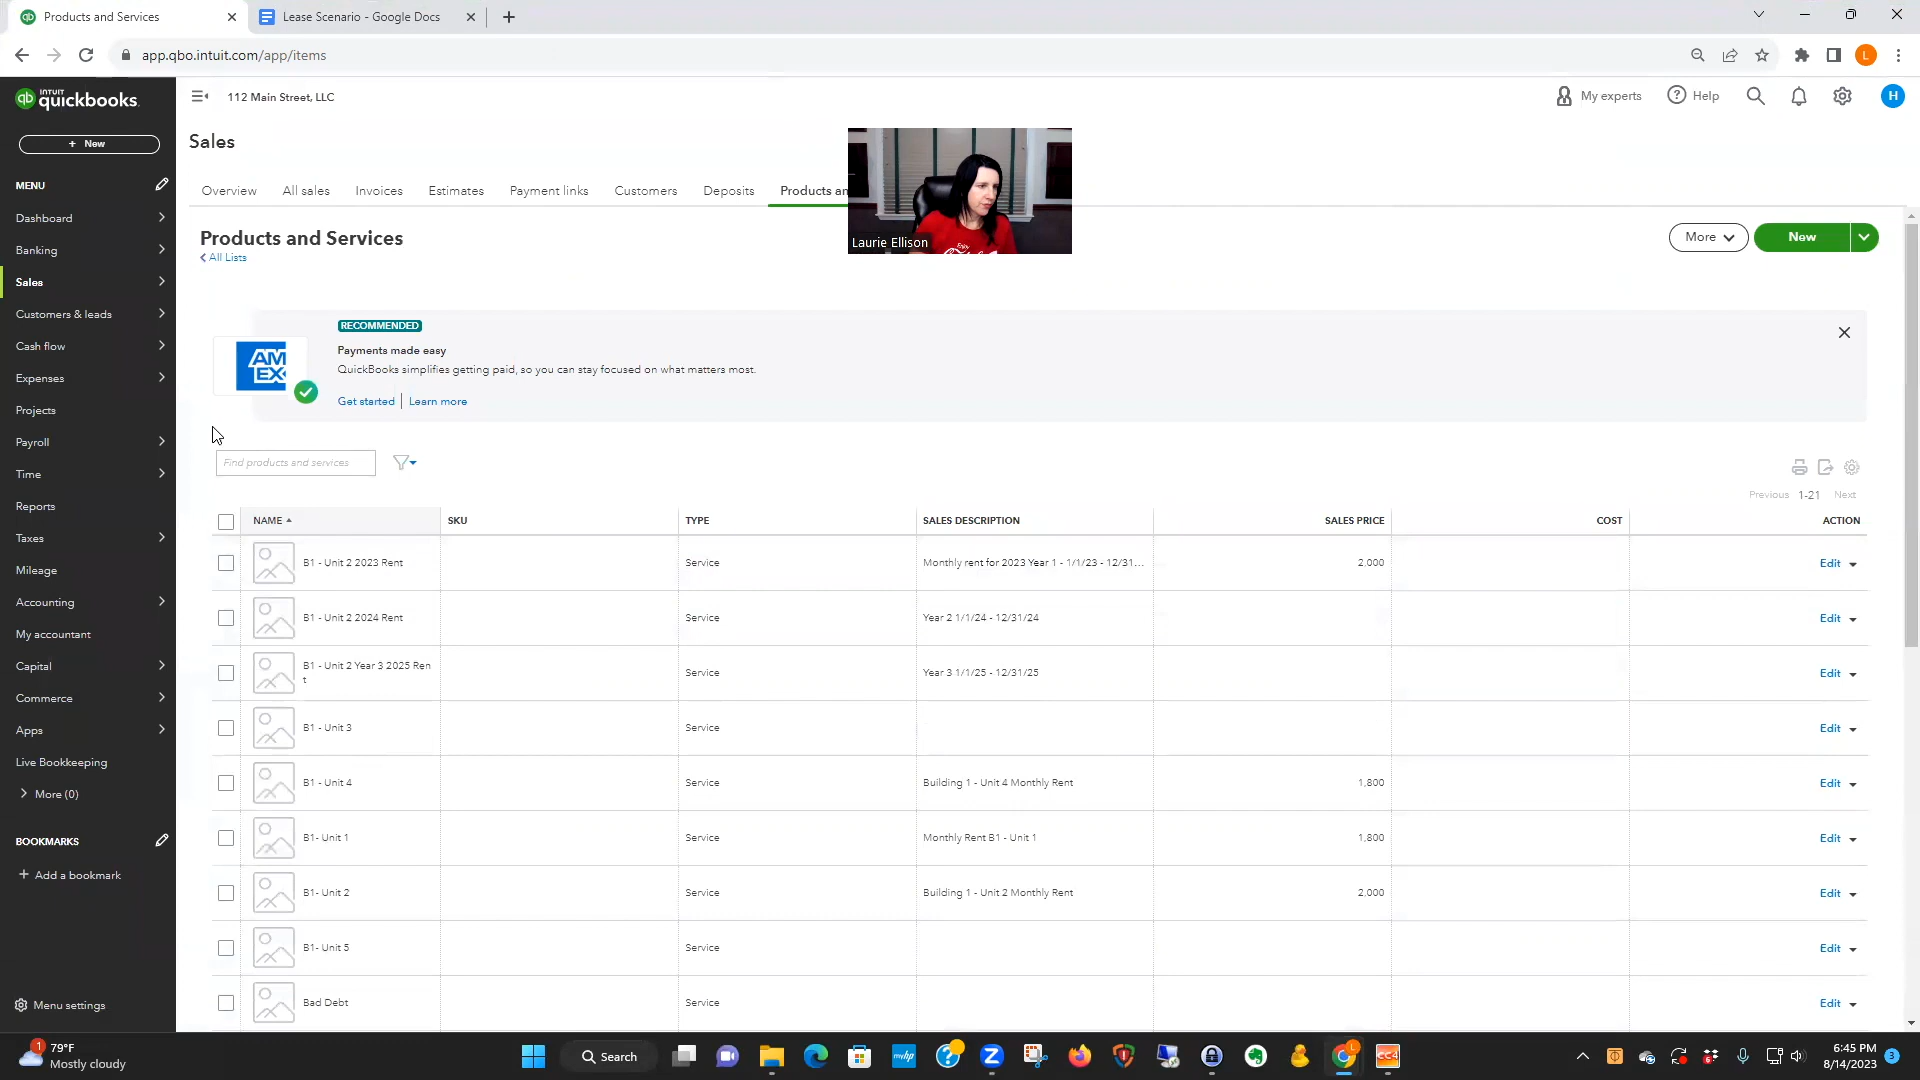 Products and Services
Lease Scenario - Google Docs
app.qbo.intuit.com/app/items
L
INTUIT
quickbooks.
qb
112 Main Street, LLC
My experts
Help
H
+ New
Sales
MENU
Dashboard
Banking
Sales
Customers & leads
Cash flow
Expenses
Projects
Payroll
Time
Reports
Taxes
Mileage
Accounting
My accountant
Capital
Commerce
Apps
Live Bookkeeping
More (0)
BOOKMARKS
+ Add a bookmark
Menu settings
Overview
All sales
Invoices
Estimates
Payment links
Customers
Deposits
Products an
Enjoy
Laurie Ellison
Products and Services
All Lists
More
New
RECOMMENDED
AM
EX
Payments made easy
QuickBooks simplifies getting paid, so you can stay focused on what matters most.
Get started | Learn more
Find products and services
Previous 1-21 Next
NAME SKU TYPE SALES DESCRIPTION SALES PRICE COST ACTION
B1 - Unit 2 2023 Rent Service Monthly rent for 2023 Year 1 - 1/1/23 - 12/31... 2,000 Edit
B1 - Unit 2 2024 Rent Service Year 2 1/1/24 - 12/31/24 Edit
B1 - Unit 2 Year 3 2025 Ren
t Service Year 3 1/1/25 - 12/31/25 Edit
B1 - Unit 3 Service Edit
B1 - Unit 4 Service Building 1 - Unit 4 Monthly Rent 1,800 Edit
B1- Unit 1 Service Monthly Rent B1 - Unit 1 1,800 Edit
B1- Unit 2 Service Building 1 - Unit 2 Monthly Rent 2,000 Edit
B1- Unit 5 Service Edit
Bad Debt Service Edit
1
79°F
Mostly cloudy
Search
myhp
L
CC4
6:45 PM
8/14/2023
3